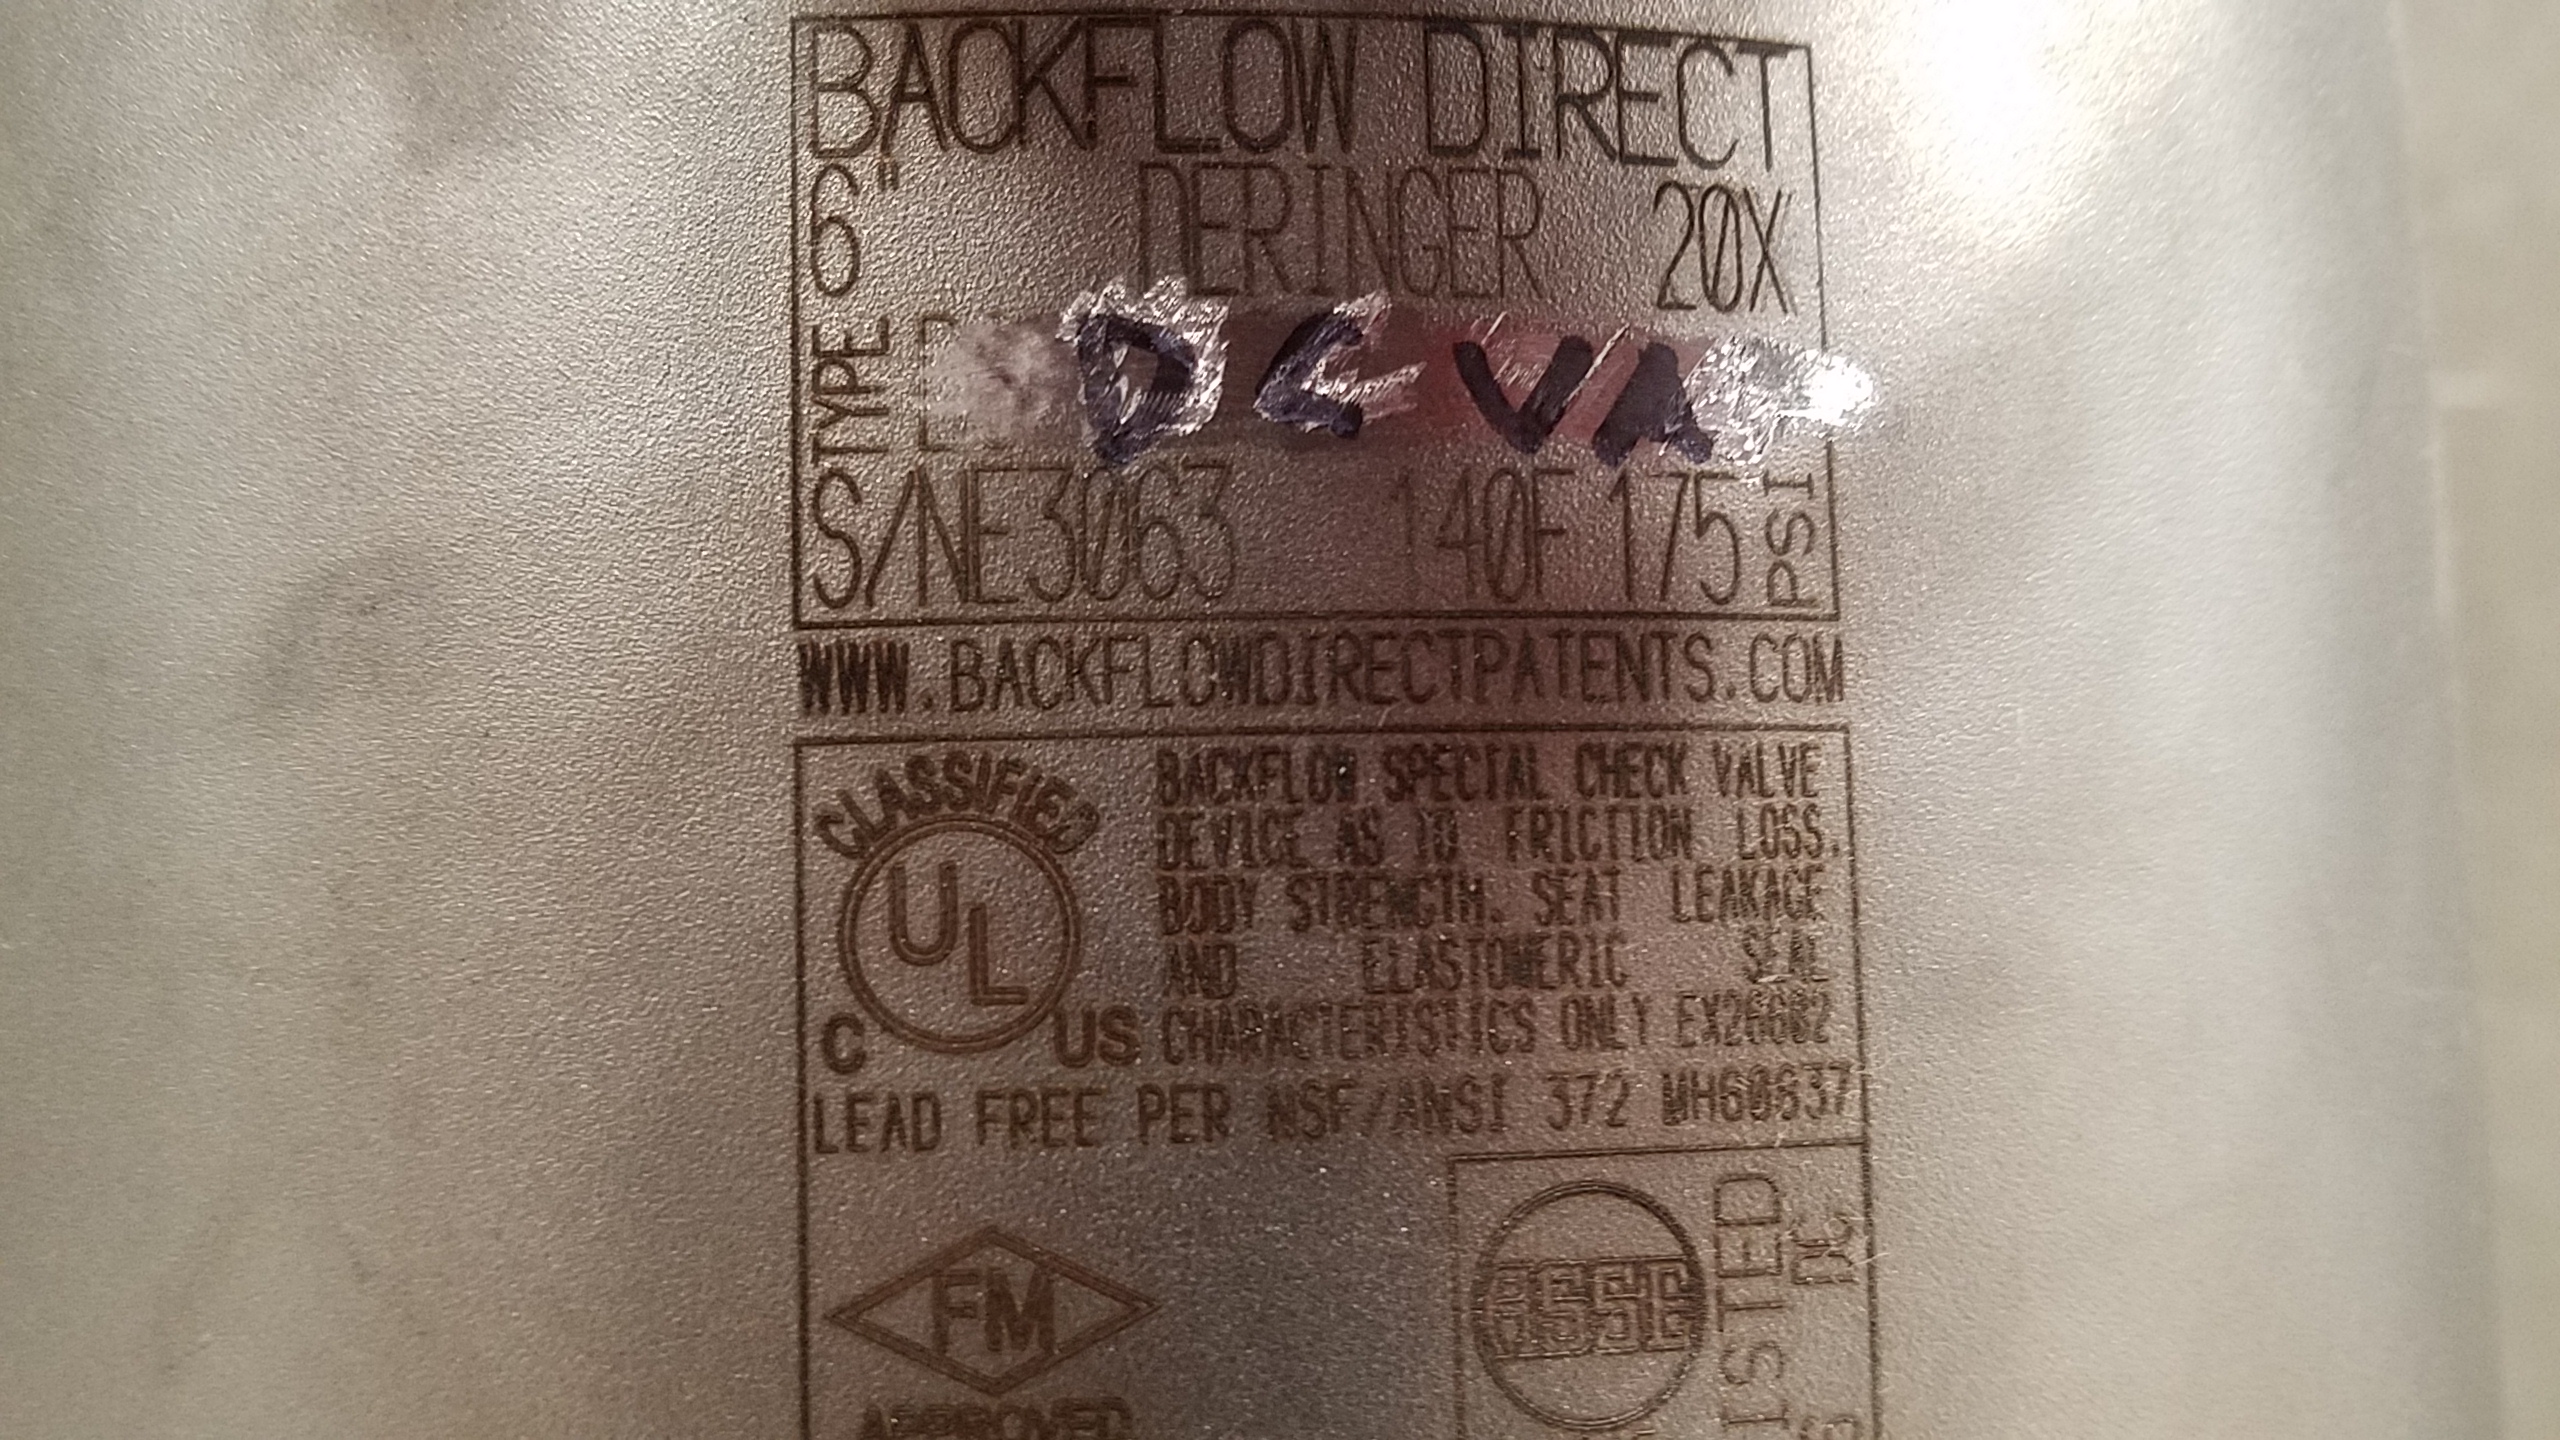 BACKFLOW DIRECT
6" DERINGER 20X
TYPE
DCVA
S/NE3063 140F 175 PSI
WWW.BACKFLOWDIRECTPATENTS.COM
CLASSIFIED
UL
C US
BACKFLOW SPECIAL CHECK VALVE
DEVICE AS TO FRICTION LOSS,
BODY STRENGTH, SEAT LEAKAGE
AND ELASTOMERIC SEAL
CHARACTERISTICS ONLY EX26682
LEAD FREE PER NSF/ANSI 372 MH60637
FM
APPROVED
ASSE